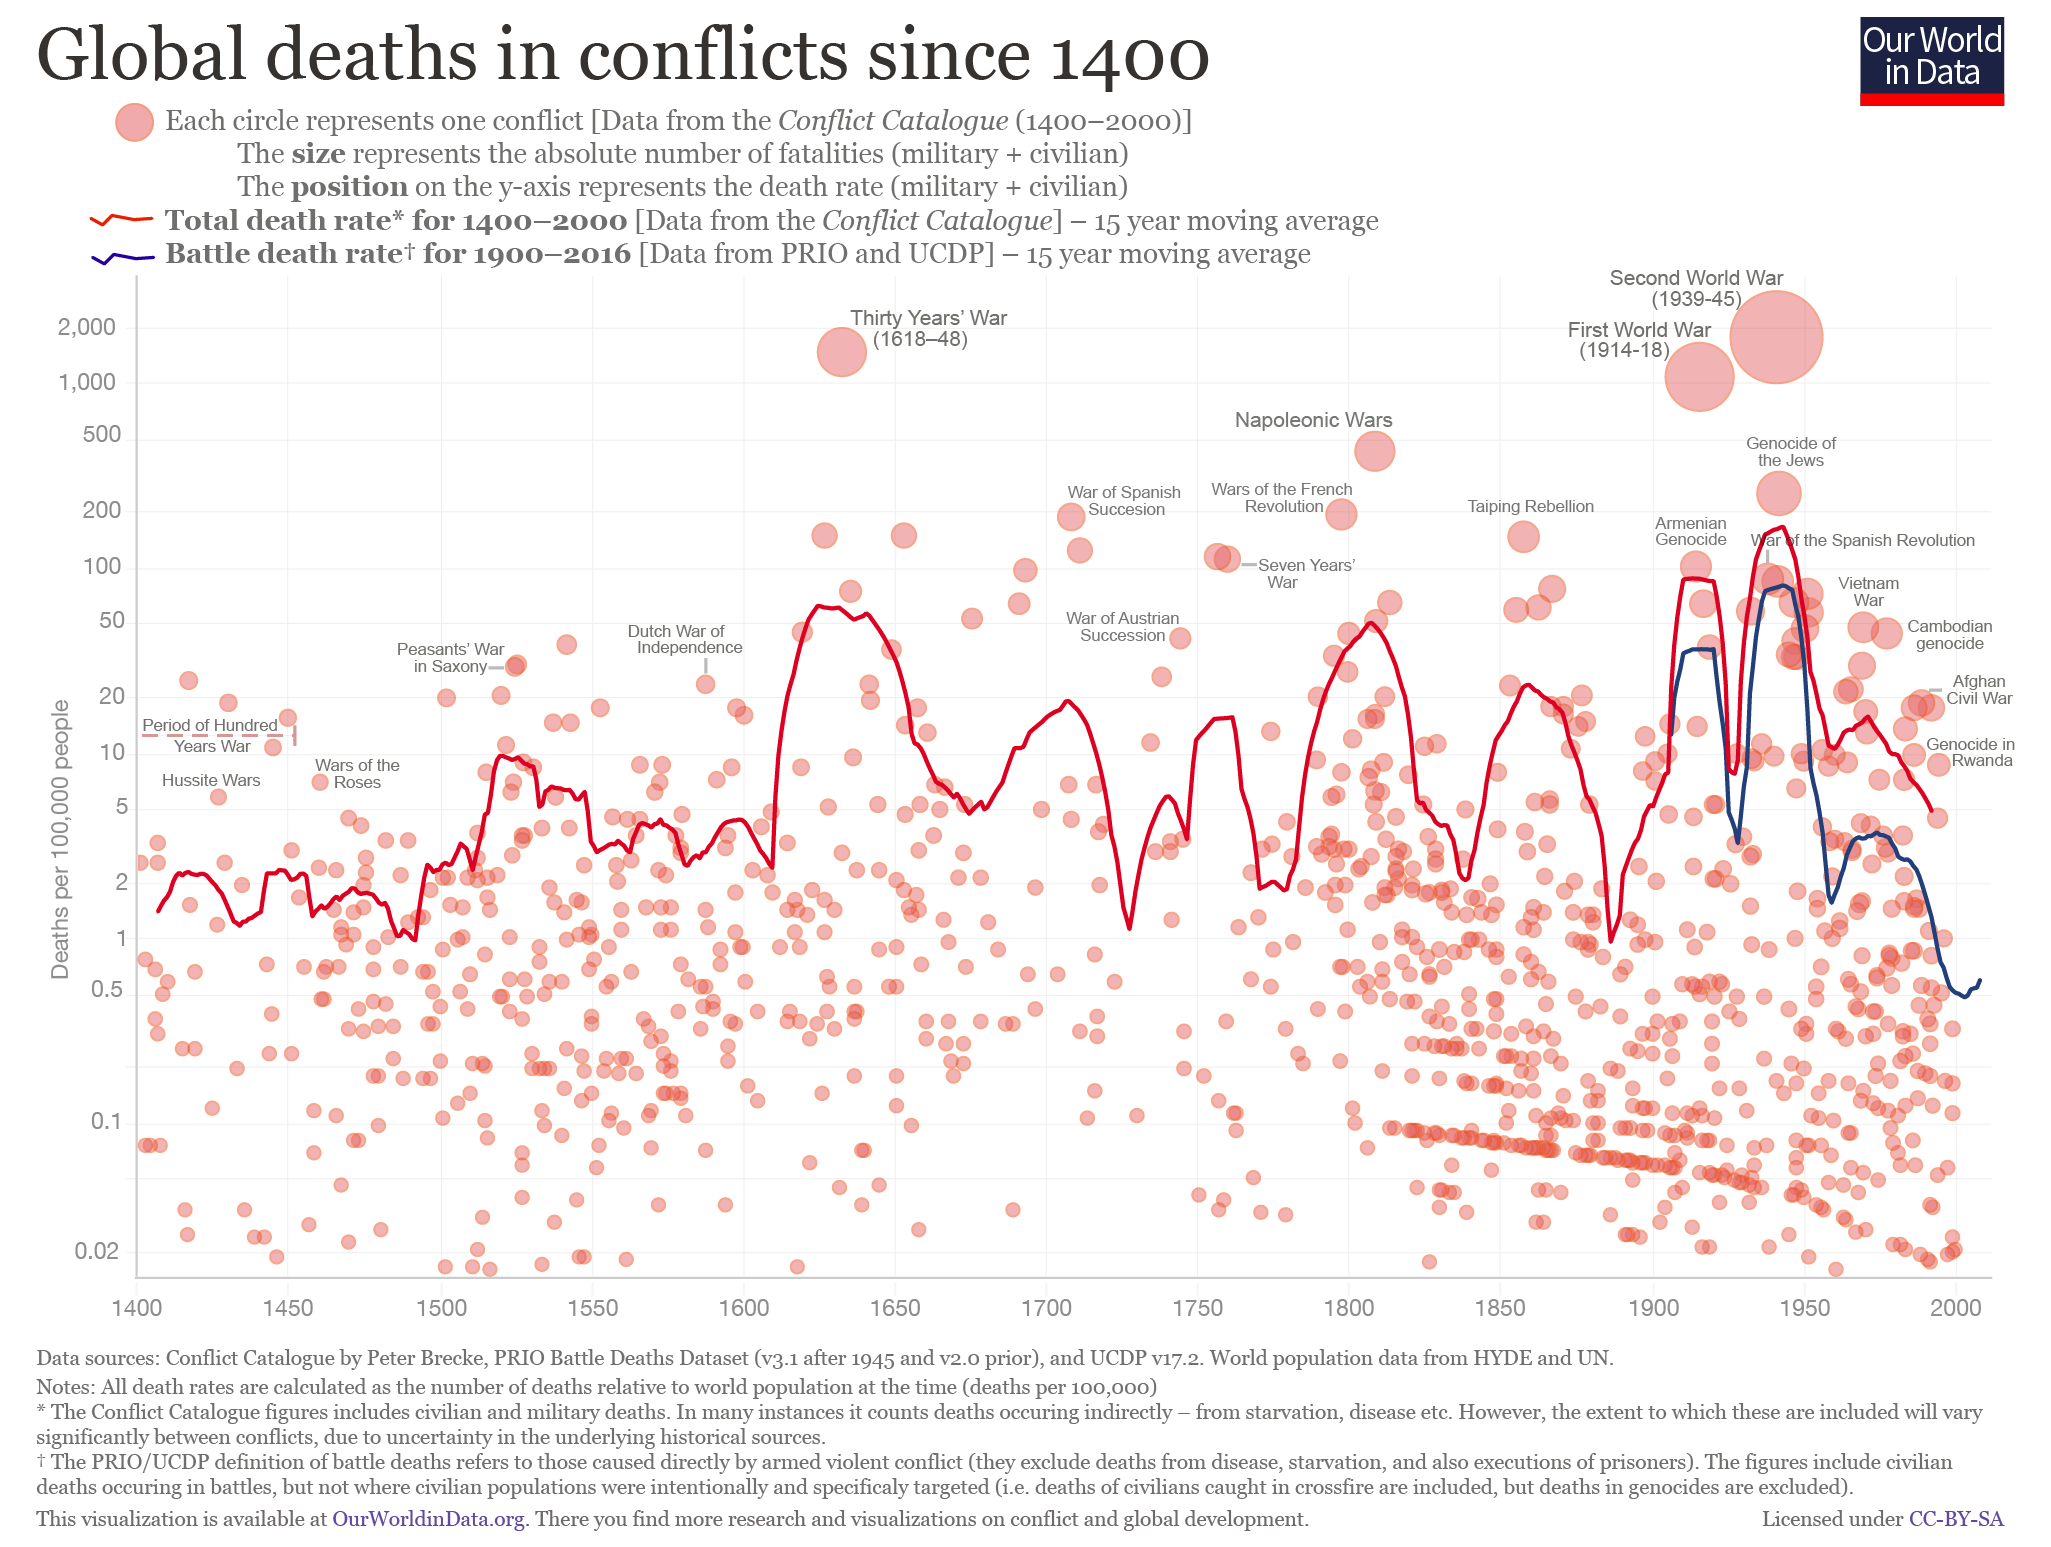 Global deaths in conflicts since 1400
Our World
in Data
Each circle represents one conflict [Data from the Conflict Catalogue (1400–2000)]
The size represents the absolute number of fatalities (military + civilian)
The position on the y-axis represents the death rate (military + civilian)
Total death rate* for 1400–2000 [Data from the Conflict Catalogue] – 15 year moving average
Battle death rate† for 1900–2016 [Data from PRIO and UCDP] – 15 year moving average
Second World War
(1939-45)
Thirty Years' War
(1618–48)
First World War
(1914-18)
Napoleonic Wars
Genocide of
the Jews
War of Spanish
Succesion
Wars of the French
Revolution
Taiping Rebellion
Armenian
Genocide
War of the Spanish Revolution
Seven Years'
War
Vietnam
War
War of Austrian
Succession
Cambodian
genocide
Dutch War of
Independence
Peasants' War
in Saxony
Afghan
Civil War
Period of Hundred
Years War
Genocide in
Rwanda
Wars of the
Roses
Hussite Wars
Deaths per 100,000 people
2,000
1,000
500
200
100
50
20
10
5
2
1
0.5
0.1
0.02
1400 1450 1500 1550 1600 1650 1700 1750 1800 1850 1900 1950 2000
Data sources: Conflict Catalogue by Peter Brecke, PRIO Battle Deaths Dataset (v3.1 after 1945 and v2.0 prior), and UCDP v17.2. World population data from HYDE and UN.
Notes: All death rates are calculated as the number of deaths relative to world population at the time (deaths per 100,000)
* The Conflict Catalogue figures includes civilian and military deaths. In many instances it counts deaths occuring indirectly – from starvation, disease etc. However, the extent to which these are included will vary
significantly between conflicts, due to uncertainty in the underlying historical sources.
† The PRIO/UCDP definition of battle deaths refers to those caused directly by armed violent conflict (they exclude deaths from disease, starvation, and also executions of prisoners). The figures include civilian
deaths occuring in battles, but not where civilian populations were intentionally and specificaly targeted (i.e. deaths of civilians caught in crossfire are included, but deaths in genocides are excluded).
This visualization is available at OurWorldinData.org. There you find more research and visualizations on conflict and global development.
Licensed under CC-BY-SA